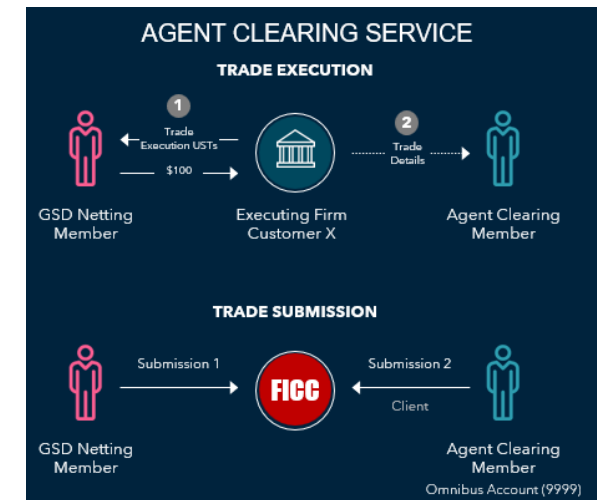 AGENT CLEARING SERVICE
TRADE EXECUTION
1
Trade
Execution USTs
$100
2
Trade
Details
GSD Netting
Member
Executing Firm
Customer X
Agent Clearing
Member
TRADE SUBMISSION
Submission 1
FICC
Submission 2
Client
GSD Netting
Member
Agent Clearing
Member
Omnibus Account (9999)